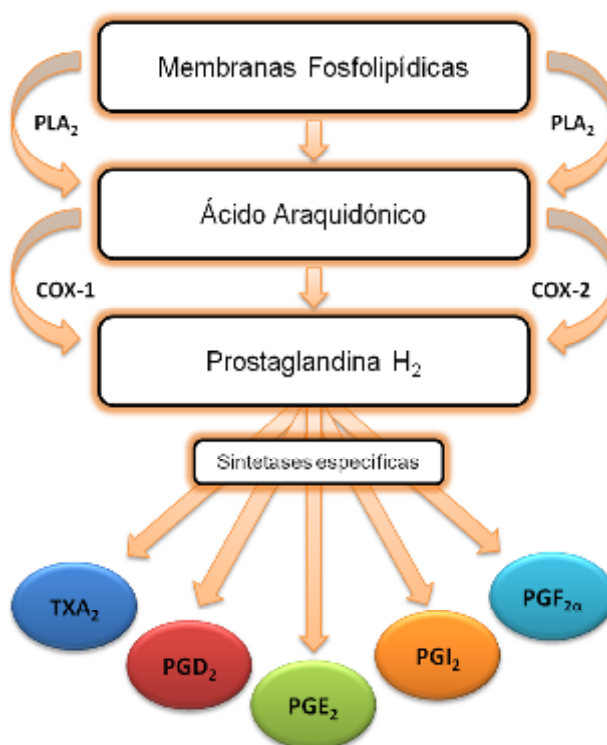 Membranas Fosfolipídicas
PLA₂ PLA₂
Ácido Araquidónico
COX-1 COX-2
Prostaglandina H₂
Sintetases específicas
TXA₂
PGD₂
PGE₂
PGI₂
PGF₂α